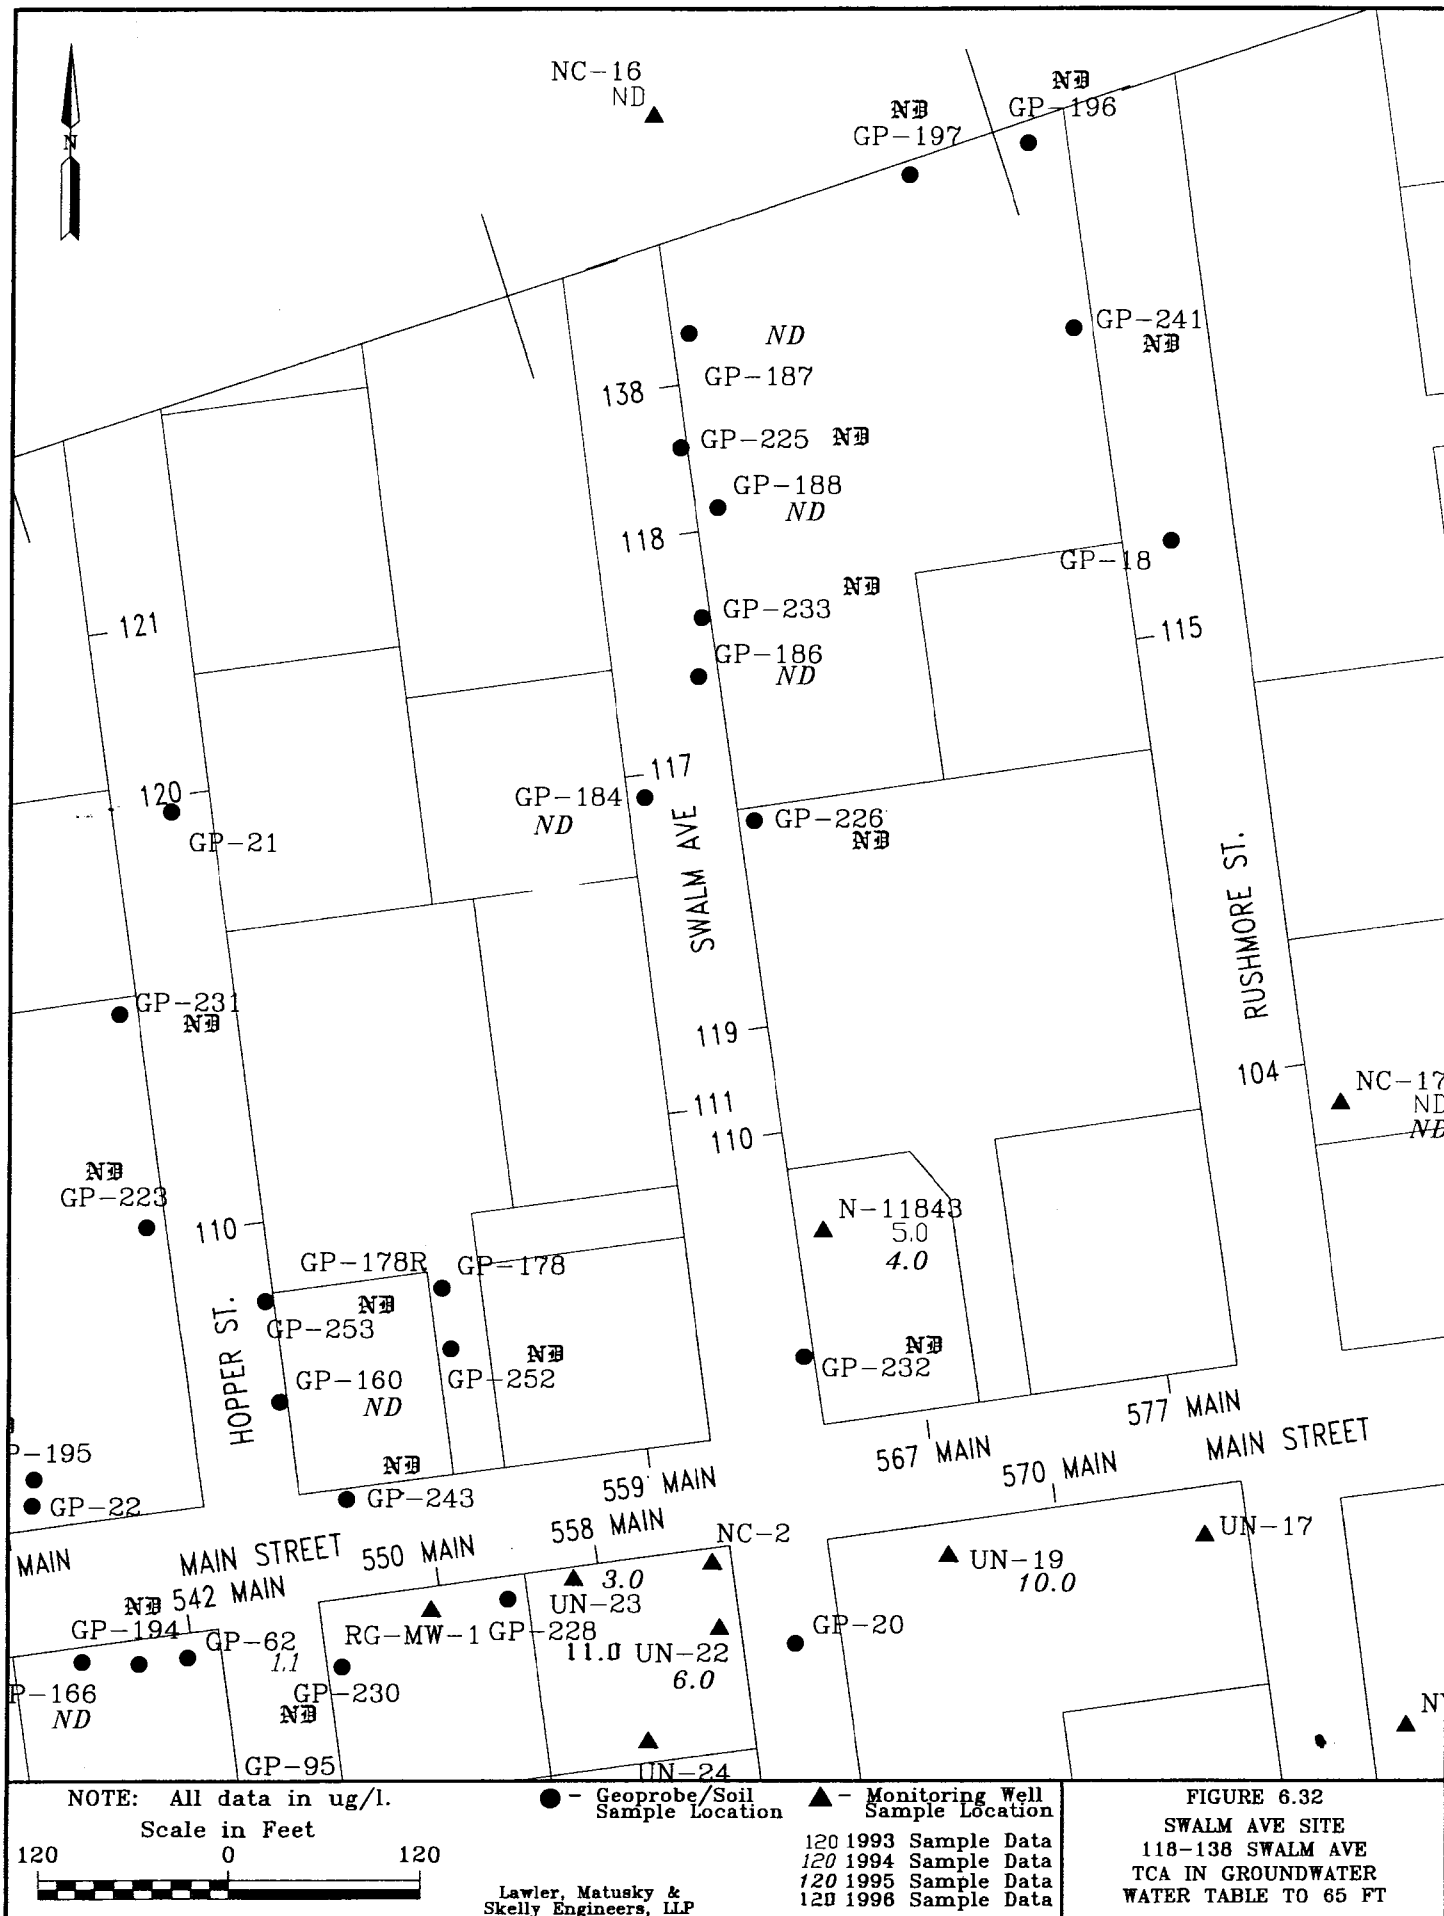 NC-16
ND
N
ND
GP-197
ND
GP-196
ND
GP-187
GP-241
ND
138
GP-225 ND
GP-188
ND
118
GP-18
ND
GP-233
GP-186
ND
121
115
117
120
GP-184
ND
GP-21
GP-226
ND
SWALM AVE
RUSHMORE ST.
GP-231
ND
119
104
NC-17
ND
ND
111
110
ND
GP-223
110
N-11843
5.0
4.0
GP-178R
GP-178
ND
GP-253
HOPPER ST.
ND
GP-252
ND
GP-232
GP-160
ND
577 MAIN
MAIN STREET
567 MAIN
570 MAIN
P-195
GP-22
ND
GP-243
559 MAIN
558 MAIN
MAIN
MAIN STREET
550 MAIN
542 MAIN
NC-2
UN-17
UN-19
10.0
3.0
UN-23
ND
GP-194
GP-62
1.1
RG-MW-1
GP-228
11.0
UN-22
6.0
GP-20
P-166
ND
GP-230
ND
GP-95
UN-24
NOTE: All data in ug/l.
Scale in Feet
120 0 120
Lawler, Matusky &
Skelly Engineers, LLP
- Geoprobe/Soil
Sample Location
- Monitoring Well
Sample Location
120 1993 Sample Data
120 1994 Sample Data
120 1995 Sample Data
120 1996 Sample Data
FIGURE 6.32
SWALM AVE SITE
118-138 SWALM AVE
TCA IN GROUNDWATER
WATER TABLE TO 65 FT